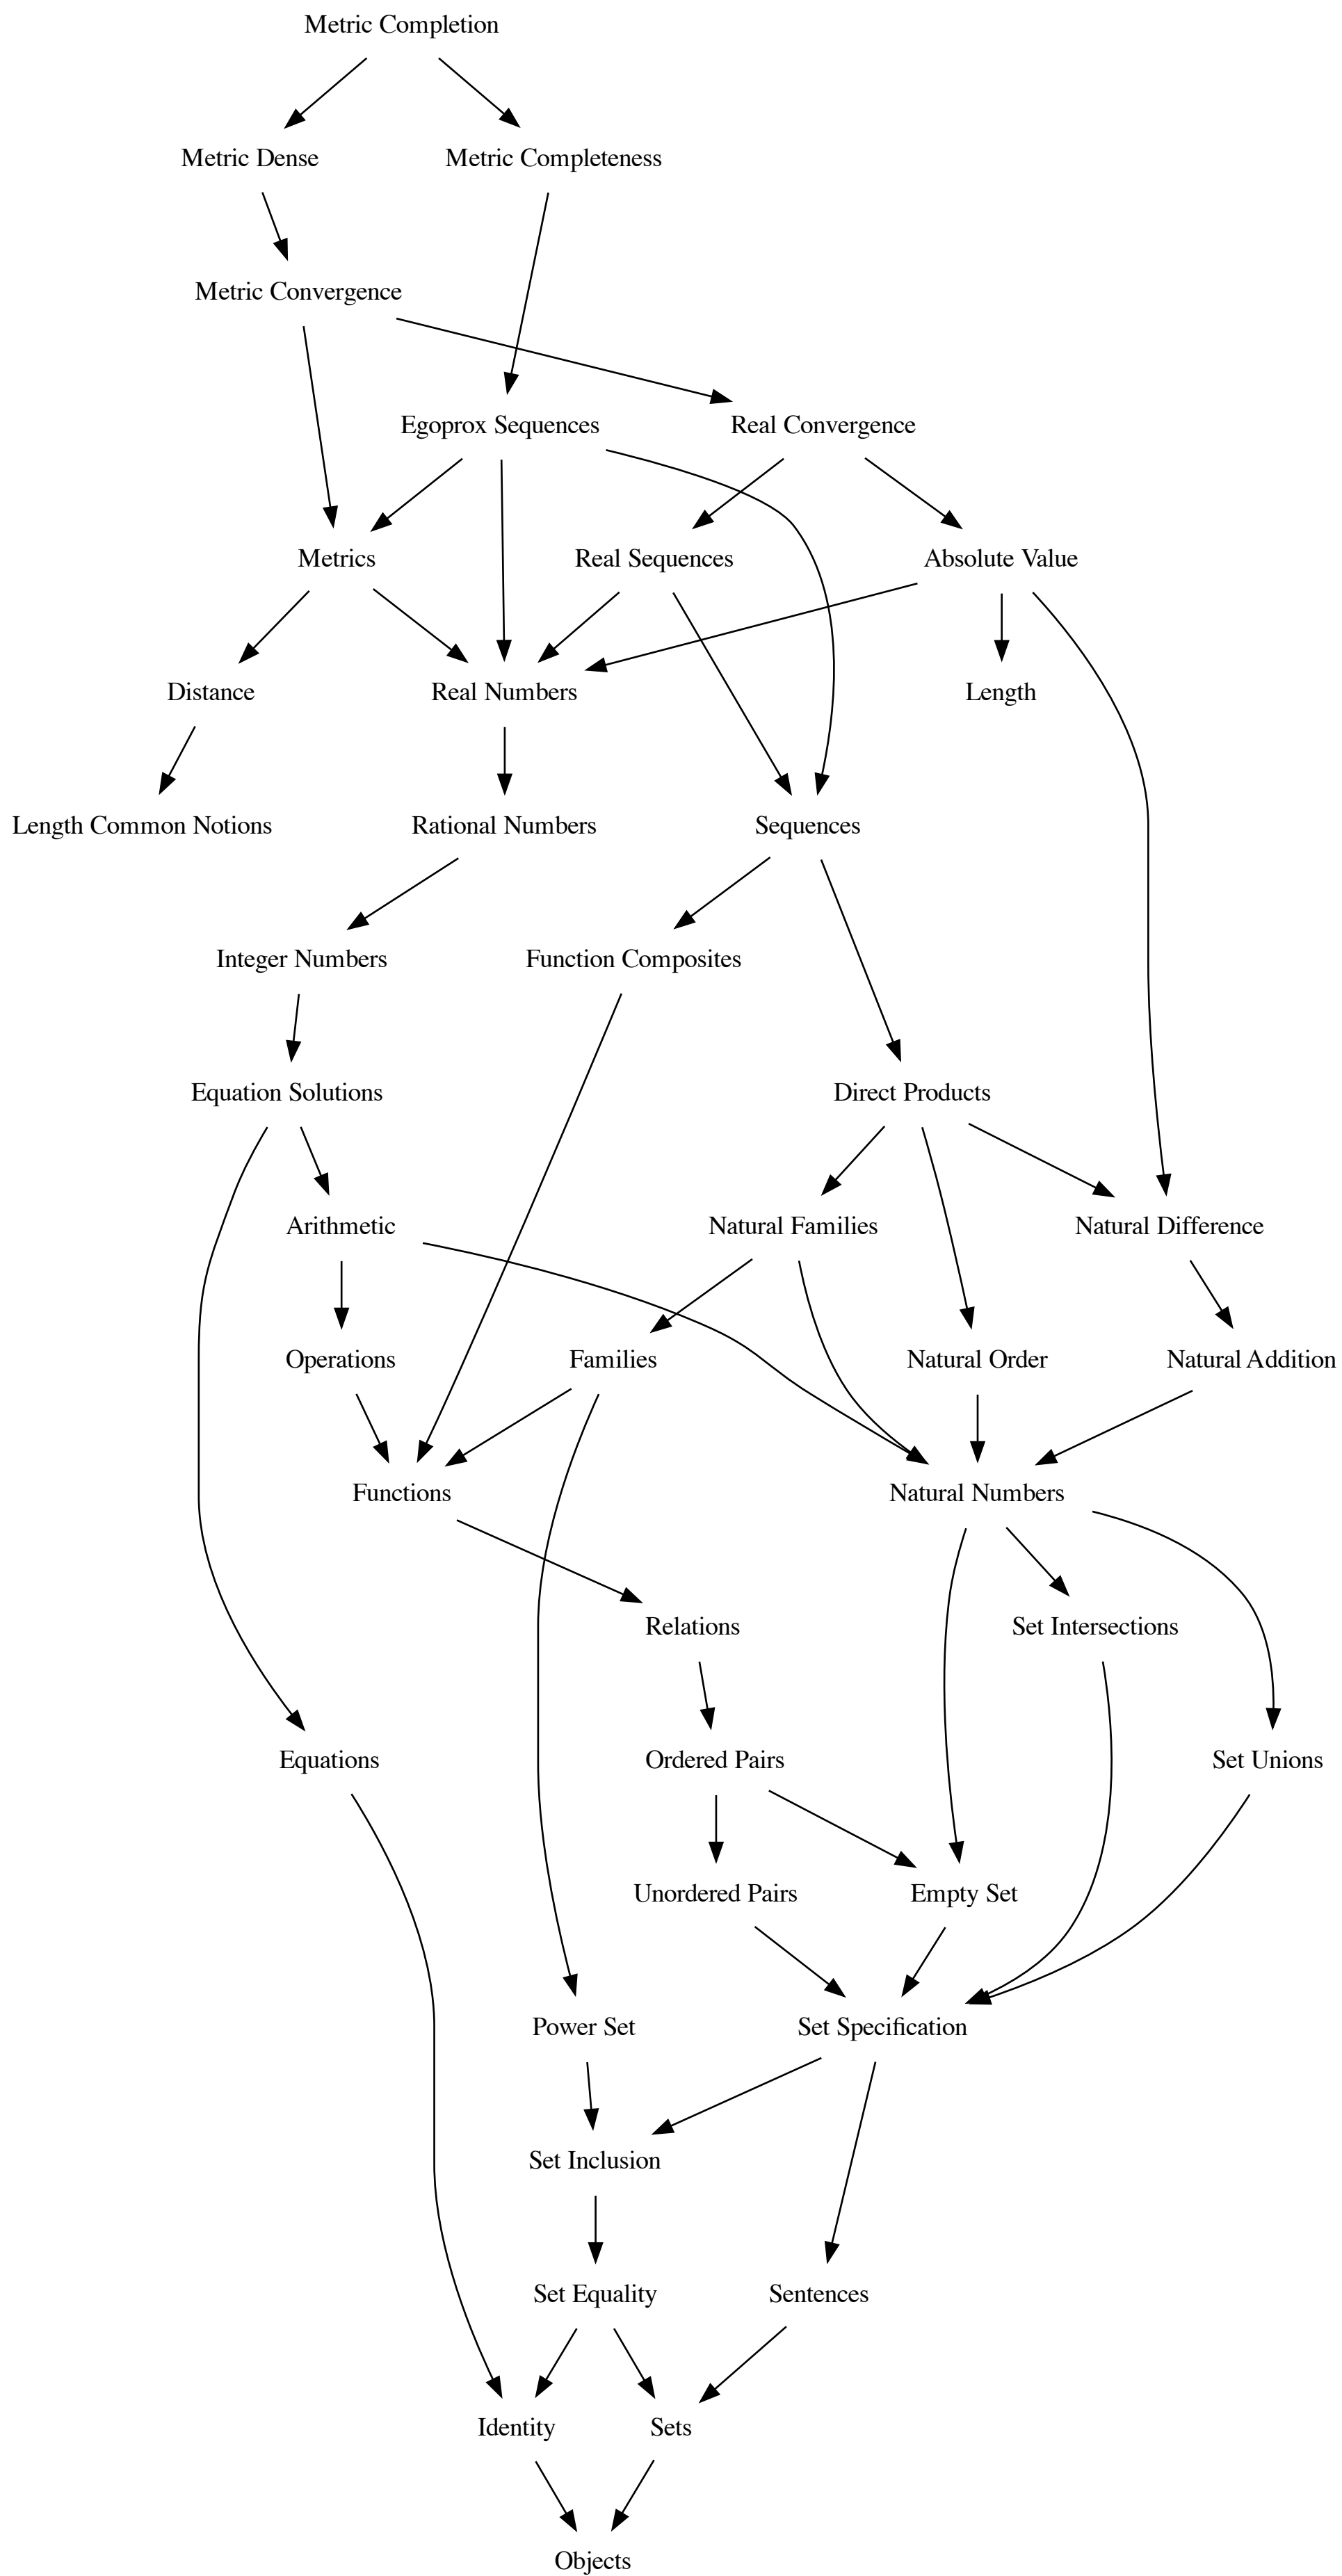 Metric Completion
Metric Dense
Metric Completeness
Metric Convergence
Egoprox Sequences
Real Convergence
Metrics
Real Sequences
Absolute Value
Distance
Real Numbers
Length
Length Common Notions
Rational Numbers
Sequences
Integer Numbers
Function Composites
Equation Solutions
Direct Products
Arithmetic
Natural Families
Natural Difference
Operations
Families
Natural Order
Natural Addition
Functions
Natural Numbers
Relations
Set Intersections
Equations
Ordered Pairs
Set Unions
Unordered Pairs
Empty Set
Power Set
Set Specification
Set Inclusion
Set Equality
Sentences
Identity
Sets
Objects